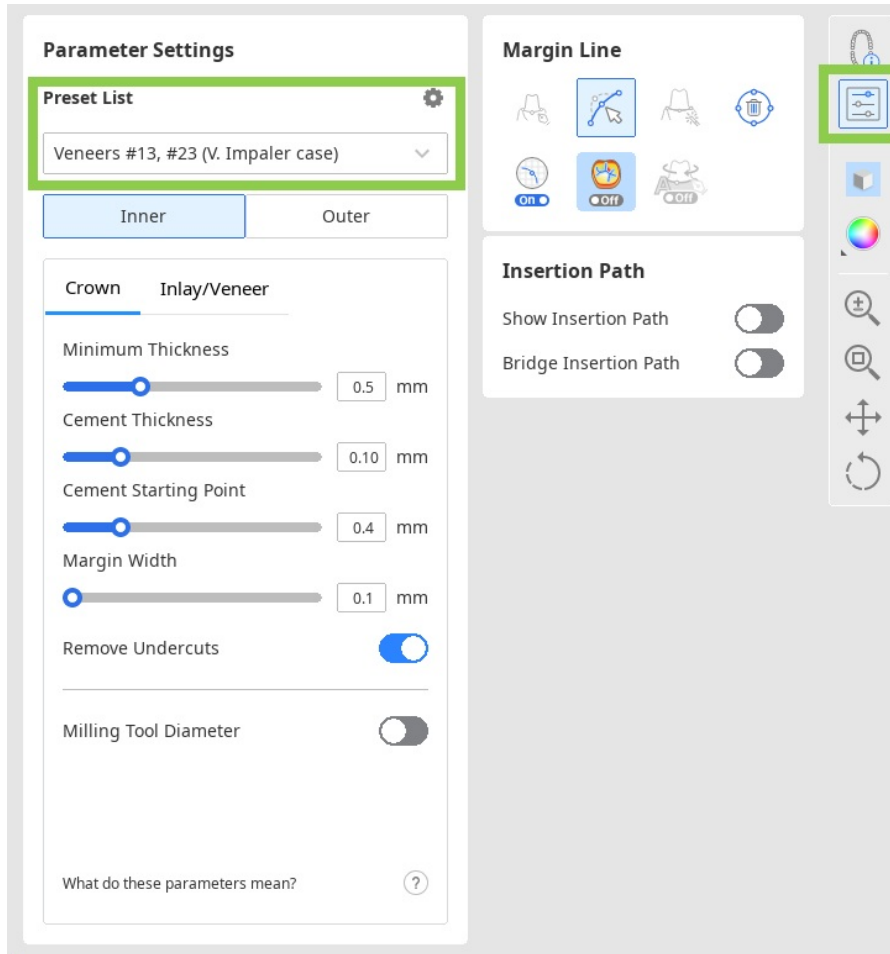 Parameter Settings
Preset List
Veneers #13, #23 (V. Impaler case)
Inner Outer
Crown Inlay/Veneer
Minimum Thickness
0.5 mm
Cement Thickness
0.10 mm
Cement Starting Point
0.4 mm
Margin Width
0.1 mm
Remove Undercuts
Milling Tool Diameter
What do these parameters mean? ?
Margin Line
On Off Off
Insertion Path
Show Insertion Path
Bridge Insertion Path